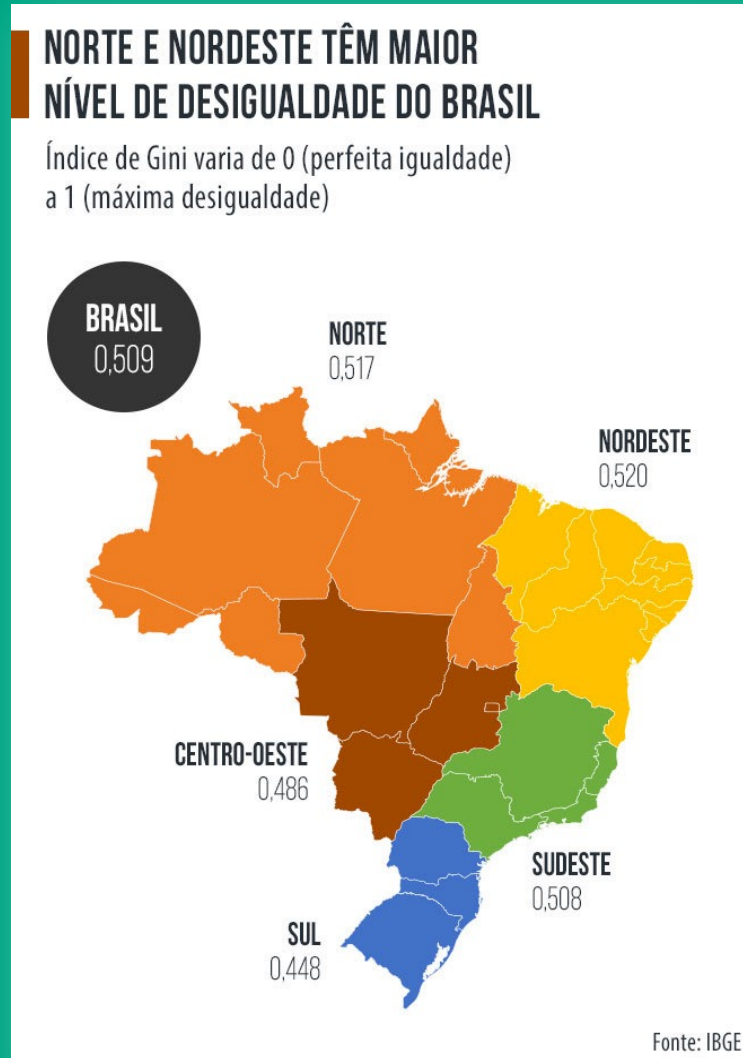 NORTE E NORDESTE TÊM MAIOR
NÍVEL DE DESIGUALDADE DO BRASIL
Índice de Gini varia de 0 (perfeita igualdade)
a 1 (máxima desigualdade)
BRASIL
0,509
NORTE
0,517
NORDESTE
0,520
CENTRO-OESTE
0,486
SUDESTE
0,508
SUL
0,448
Fonte: IBGE